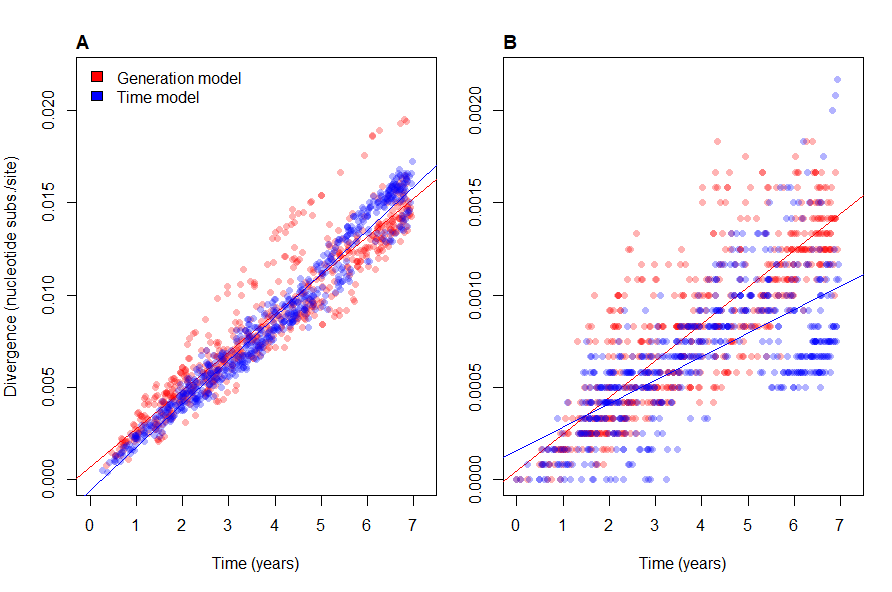 A
Generation model
Time model
Divergence (nucleotide subs./site)
0.000 0.005 0.010 0.015 0.020
0 1 2 3 4 5 6 7
Time (years)
B
0.0000 0.0005 0.0010 0.0015 0.0020
0 1 2 3 4 5 6 7
Time (years)